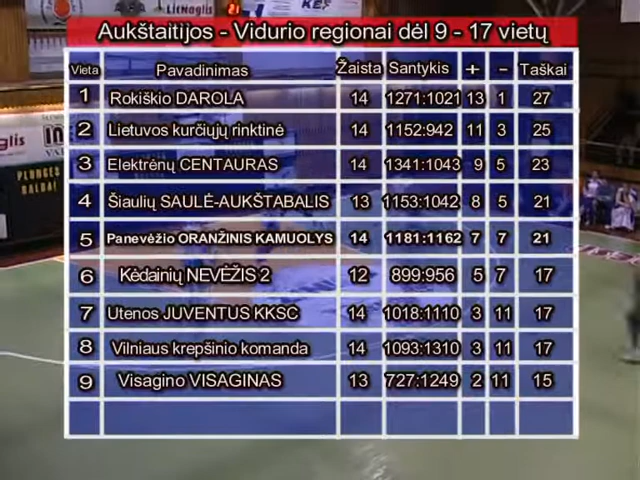 LitNaglis
Aukštaitijos - Vidurio regionai dėl 9 - 17 vietų
Vieta Pavadinimas Žaista Santykis + - Taškai
1 Rokiškio DAROLA 14 1271:1021 13 1 27
2 Lietuvos kurčiųjų rinktinė 14 1152:942 11 3 25
3 Elektrėnų CENTAURAS 14 1341:1043 9 5 23
4 Šiaulių SAULĖ-AUKŠTABALIS 13 1153:1042 8 5 21
5 Panevėžio ORANŽINIS KAMUOLYS 14 1181:1162 7 7 21
6 Kėdainių NEVĖŽIS 2 12 899:956 5 7 17
7 Utenos JUVENTUS KKSC 14 1018:1110 3 11 17
8 Vilniaus krepšinio komanda 14 1093:1310 3 11 17
9 Visagino VISAGINAS 13 727:1249 2 11 15
PLUNGĖS
BALDAI